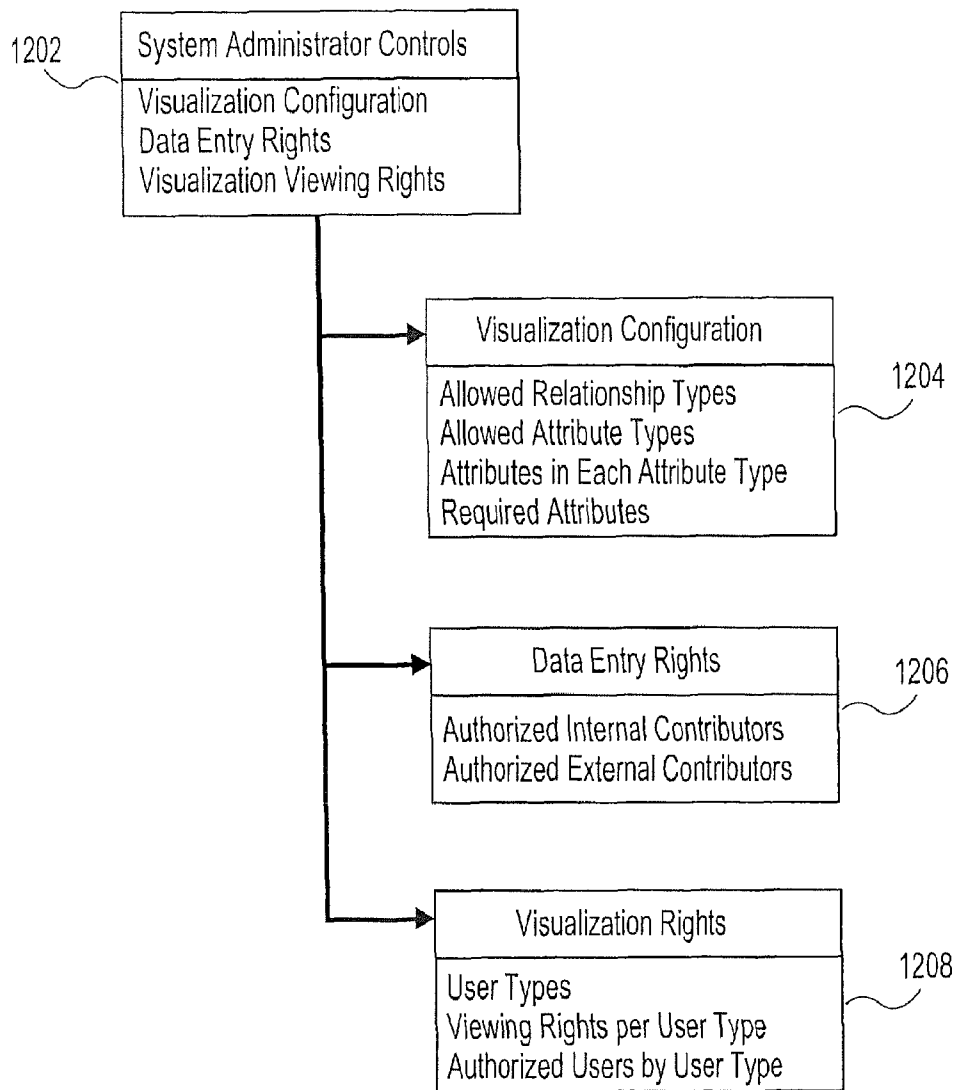 1202
System Administrator Controls
Visualization Configuration
Data Entry Rights
Visualization Viewing Rights
Visualization Configuration
1204
Allowed Relationship Types
Allowed Attribute Types
Attributes in Each Attribute Type
Required Attributes
Data Entry Rights
1206
Authorized Internal Contributors
Authorized External Contributors
Visualization Rights
1208
User Types
Viewing Rights per User Type
Authorized Users by User Type